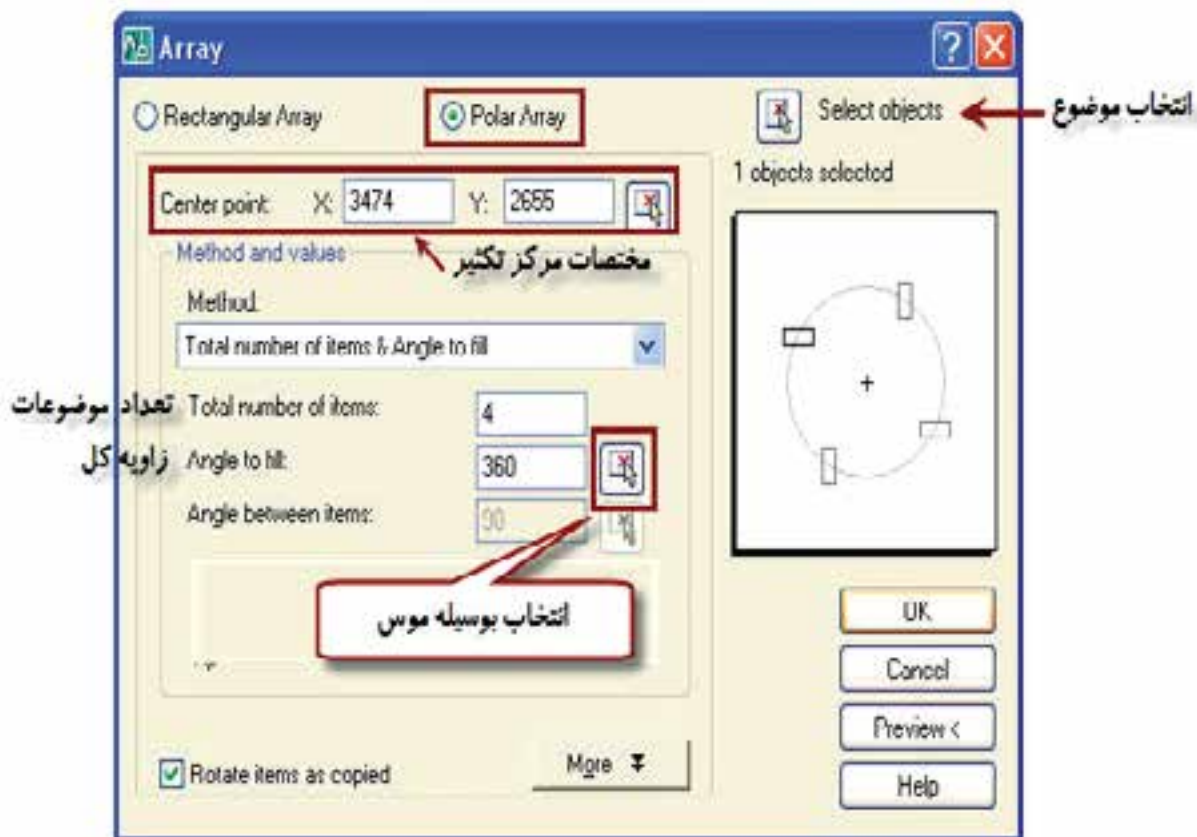 Array
Rectangular Array
Polar Array
Select objects
انتخاب موضوع
1 objects selected
Center point: X: 3474 Y: 2655
مختصات مرکز تکثیر
Method and values
Method:
Total number of items & Angle to fill
تعداد موضوعات
Total number of items: 4
زاویه کل
Angle to fill: 360
Angle between items: 90
انتخاب بوسیله موس
OK
Cancel
Preview <
Help
Rotate items as copied
More